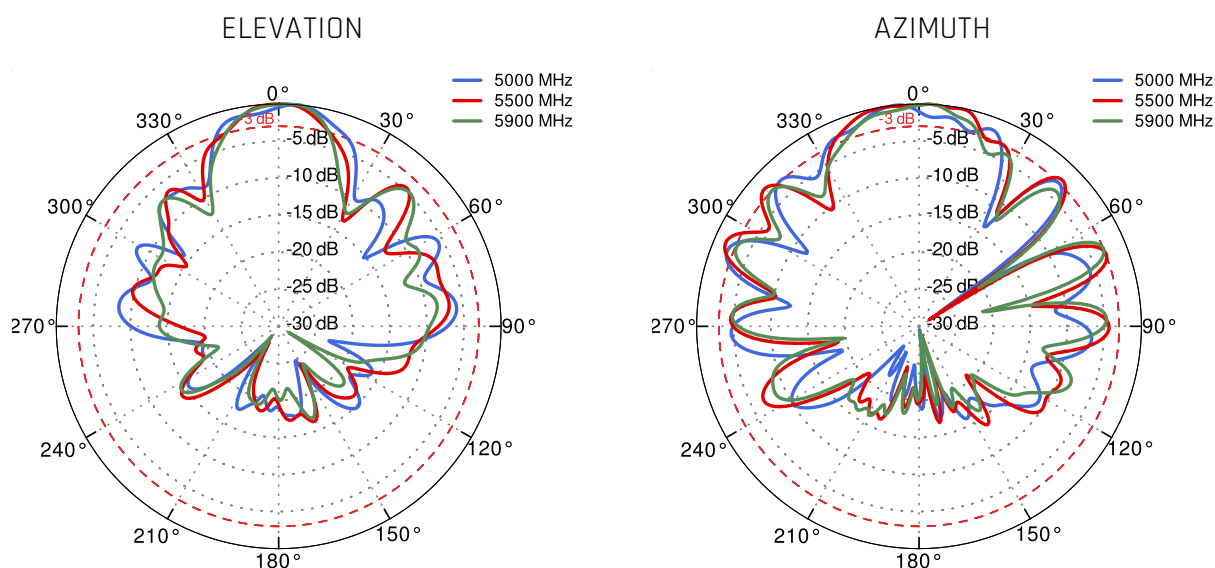 ELEVATION
5000 MHz
5500 MHz
5900 MHz
0°
30°
60°
90°
120°
150°
180°
210°
240°
270°
300°
330°
-3 dB
-5 dB
-10 dB
-15 dB
-20 dB
-25 dB
-30 dB
AZIMUTH
5000 MHz
5500 MHz
5900 MHz
0°
30°
60°
90°
120°
150°
180°
210°
240°
270°
300°
330°
-3 dB
-5 dB
-10 dB
-15 dB
-20 dB
-25 dB
-30 dB